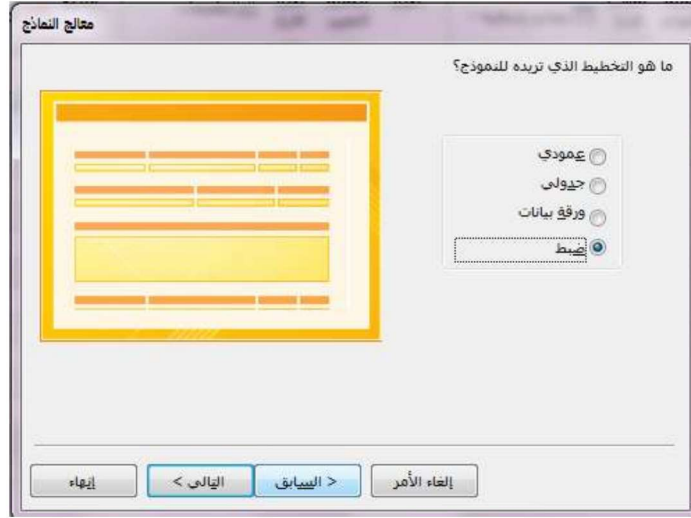 معالج النماذج
ما هو التخطيط الذي تريده للنموذج؟
عمودي
جدولي
ورقة بيانات
ضبط
إلغاء الأمر
< السابق
التالي >
إنهاء